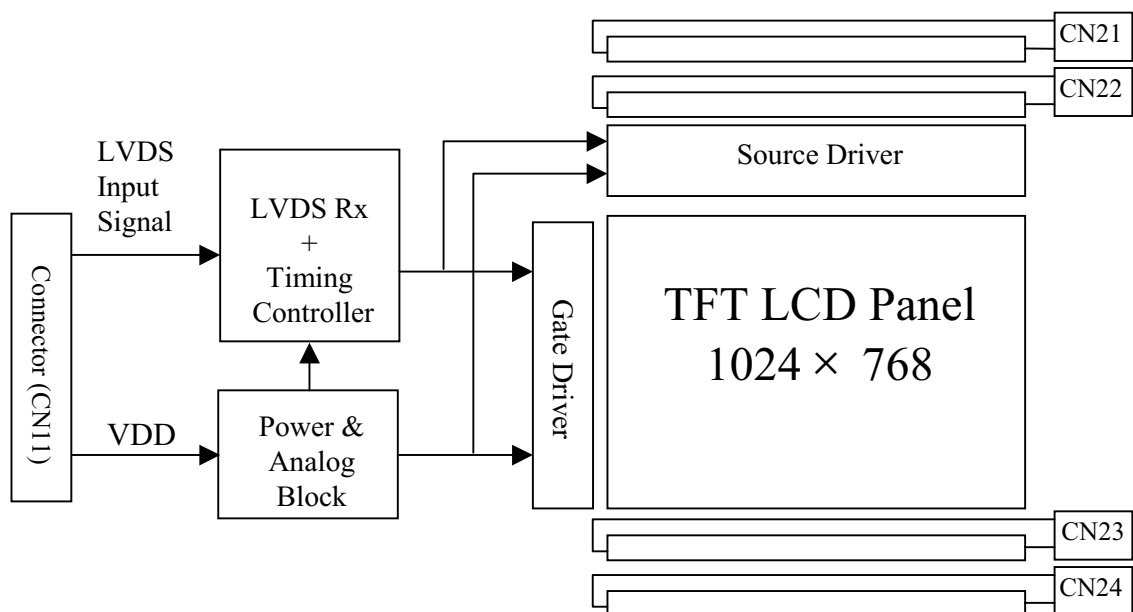 CN21
CN22
Source Driver
LVDS
Input
Signal
LVDS Rx
+
Timing
Controller
Connector (CN11)
Gate Driver
TFT LCD Panel
1024 × 768
VDD
Power &
Analog
Block
CN23
CN24